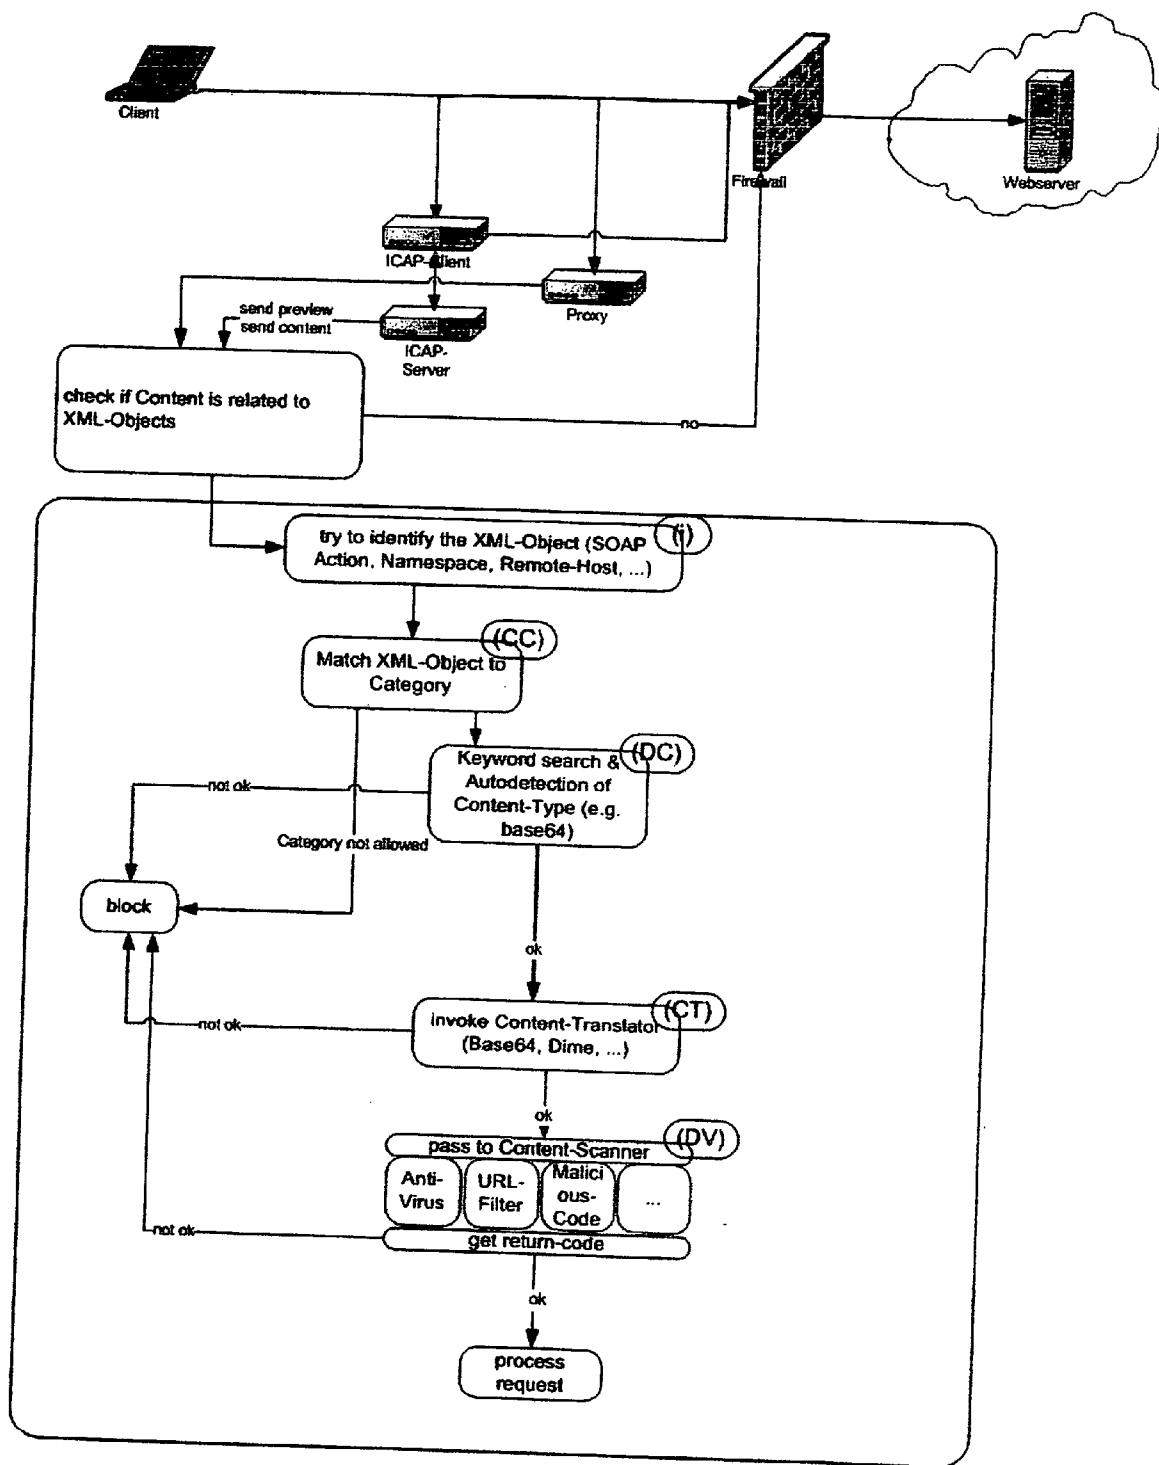 Client
Firewall
Webserver
ICAP-Client
Proxy
send preview
send content
ICAP-
Server
check if Content is related to
XML-Objects
no
(i)
try to identify the XML-Object (SOAP
Action, Namespace, Remote-Host, ...)
(CC)
Match XML-Object to
Category
(DC)
Keyword search &
Autodetection of
Content-Type (e.g.
base64)
not ok
Category not allowed
block
ok
(CT)
invoke Content-Translator
(Base64, Dime, ...)
not ok
ok
(DV)
pass to Content-Scanner
Anti-
Virus
URL-
Filter
Malici
ous-
Code
...
not ok
get return-code
ok
process
request